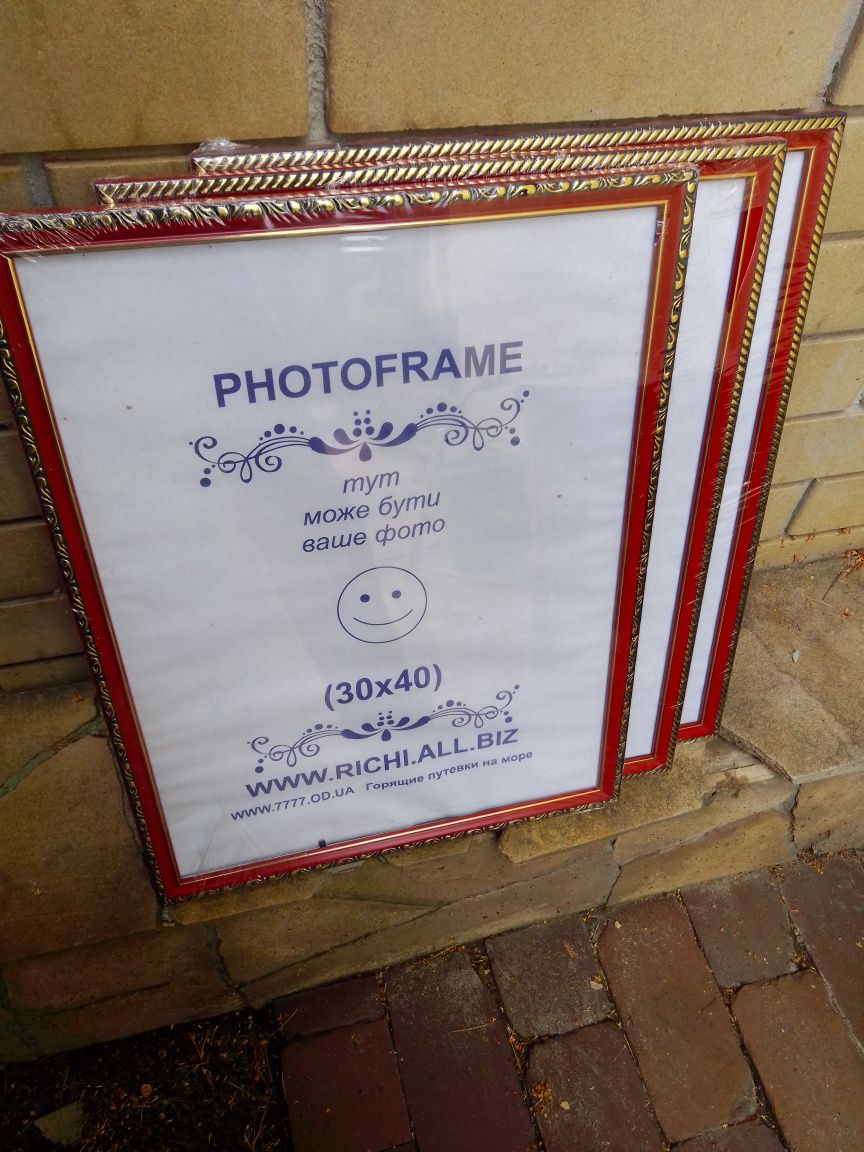 PHOTOFRAME
тут
може бути
ваше фото
(30x40)
WWW.RICHI.ALL.BIZ
WWW.7777.OD.UA Горящие путевки на море